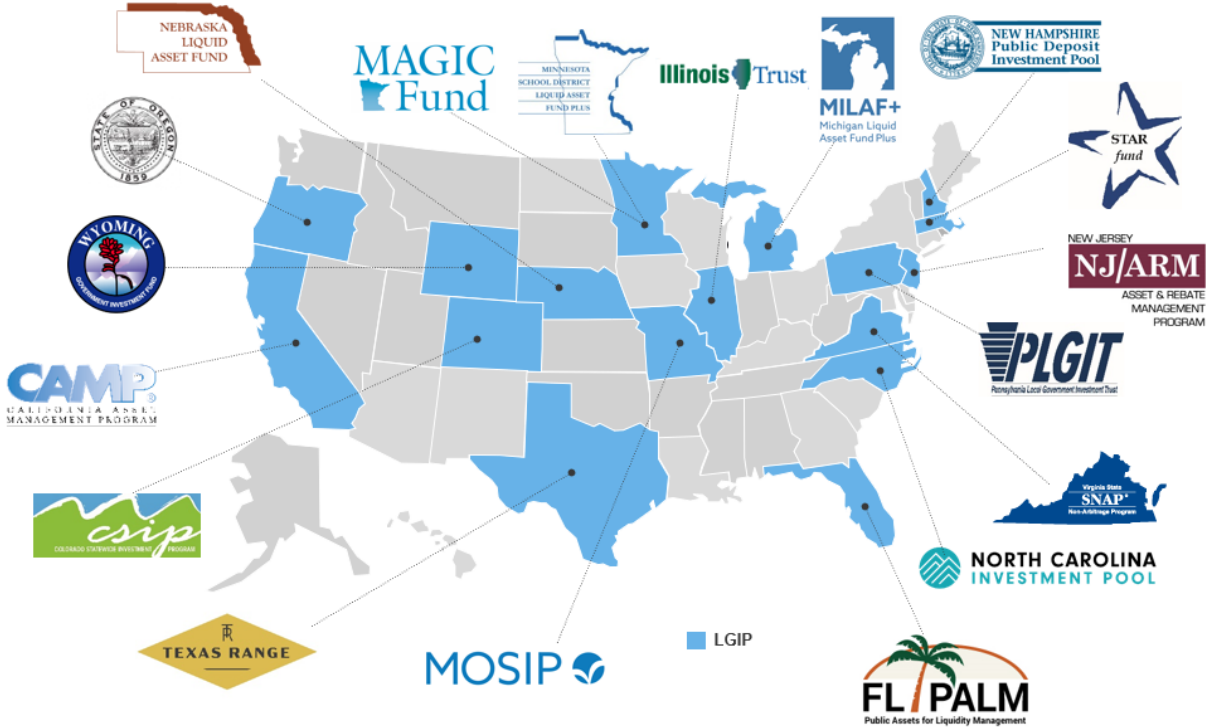 NEBRASKA
LIQUID
ASSET FUND
MAGIC
Fund
MINNESOTA
SCHOOL DISTRICT
LIQUID ASSET
FUND PLUS
Illinois Trust
MILAF+
Michigan Liquid
Asset Fund Plus
NEW HAMPSHIRE
Public Deposit
Investment Pool
STATE OF OREGON
1859
STAR
fund
WYOMING
GOVERNMENT INVESTMENT FUND
NEW JERSEY
NJ/ARM
ASSET & REBATE
MANAGEMENT
PROGRAM
PLGIT
Pennsylvania Local Government Investment Trust
CAMP®
CALIFORNIA ASSET
MANAGEMENT PROGRAM
Virginia State
SNAP®
Non-Arbitrage Program
csip
COLORADO STATEWIDE INVESTMENT PROGRAM
NORTH CAROLINA
INVESTMENT POOL
TR
TEXAS RANGE
MOSIP
LGIP
FL PALM
Public Assets for Liquidity Management